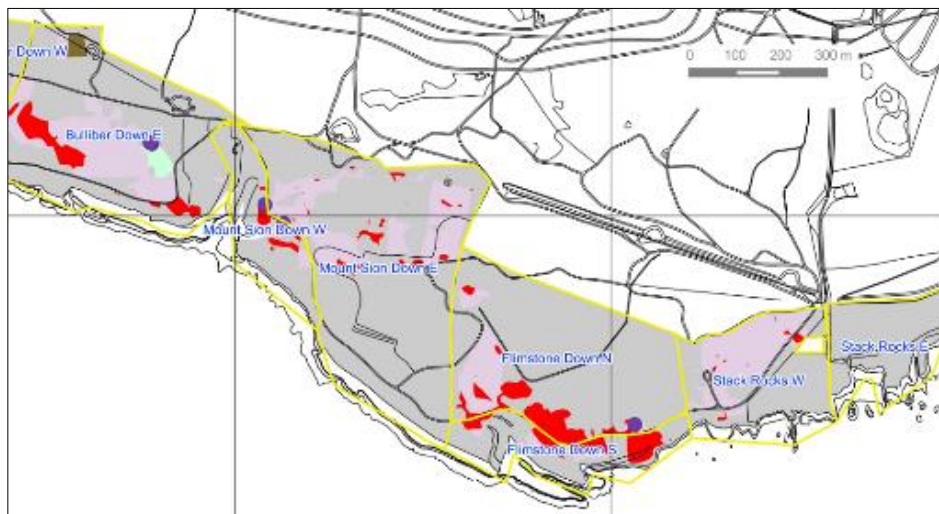 0 100 200 300 m
r Down W
Bulliber Down E
Mount Sion Down W
Mount Sion Down E
Flimstone Down N
Stack Rocks E
Stack Rocks W
Flimstone Down S